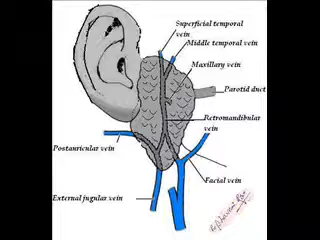 Superficial temporal
vein
Middle temporal vein
Maxillary vein
Parotid duct
Retromandibular
vein
Postauricular vein
Facial vein
External jugular vein